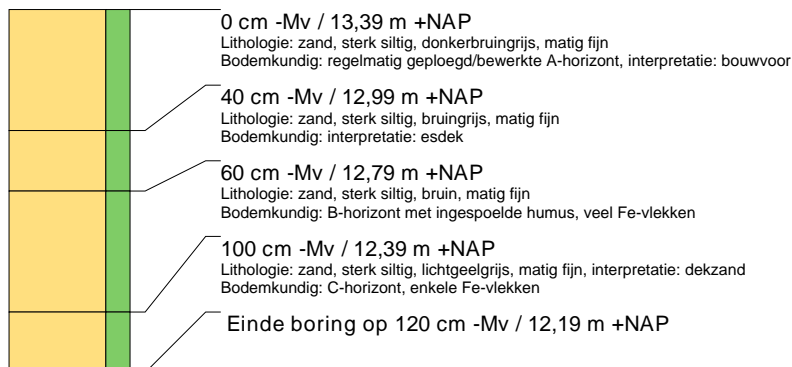 0 cm -Mv / 13,39 m +NAP
Lithologie: zand, sterk siltig, donkerbruingrijs, matig fijn
Bodemkundig: regelmatig geploegd/bewerkte A-horizont, interpretatie: bouwvoor
40 cm -Mv / 12,99 m +NAP
Lithologie: zand, sterk siltig, bruingrijs, matig fijn
Bodemkundig: interpretatie: esdek
60 cm -Mv / 12,79 m +NAP
Lithologie: zand, sterk siltig, bruin, matig fijn
Bodemkundig: B-horizont met ingespoelde humus, veel Fe-vlekken
100 cm -Mv / 12,39 m +NAP
Lithologie: zand, sterk siltig, lichtgeelgrijs, matig fijn, interpretatie: dekzand
Bodemkundig: C-horizont, enkele Fe-vlekken
Einde boring op 120 cm -Mv / 12,19 m +NAP